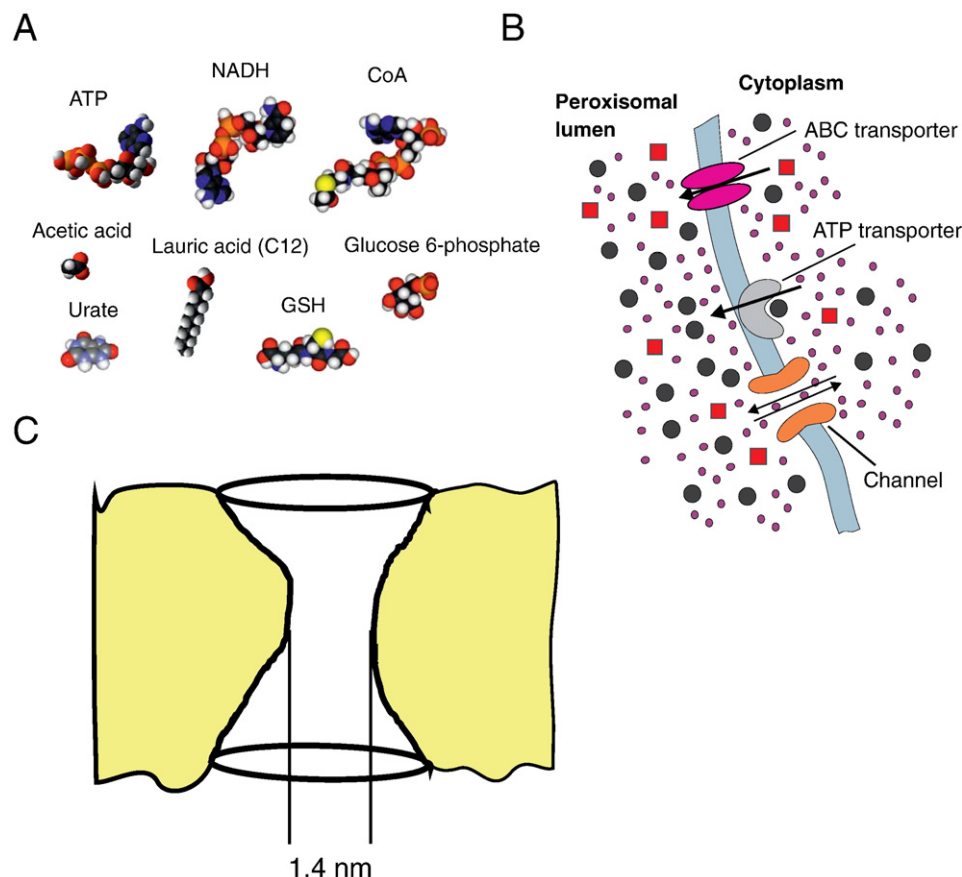 A
ATP
NADH
CoA
Acetic acid
Lauric acid (C12)
Glucose 6-phosphate
Urate
GSH
B
Peroxisomal
lumen
Cytoplasm
ABC transporter
ATP transporter
Channel
C
1.4 nm